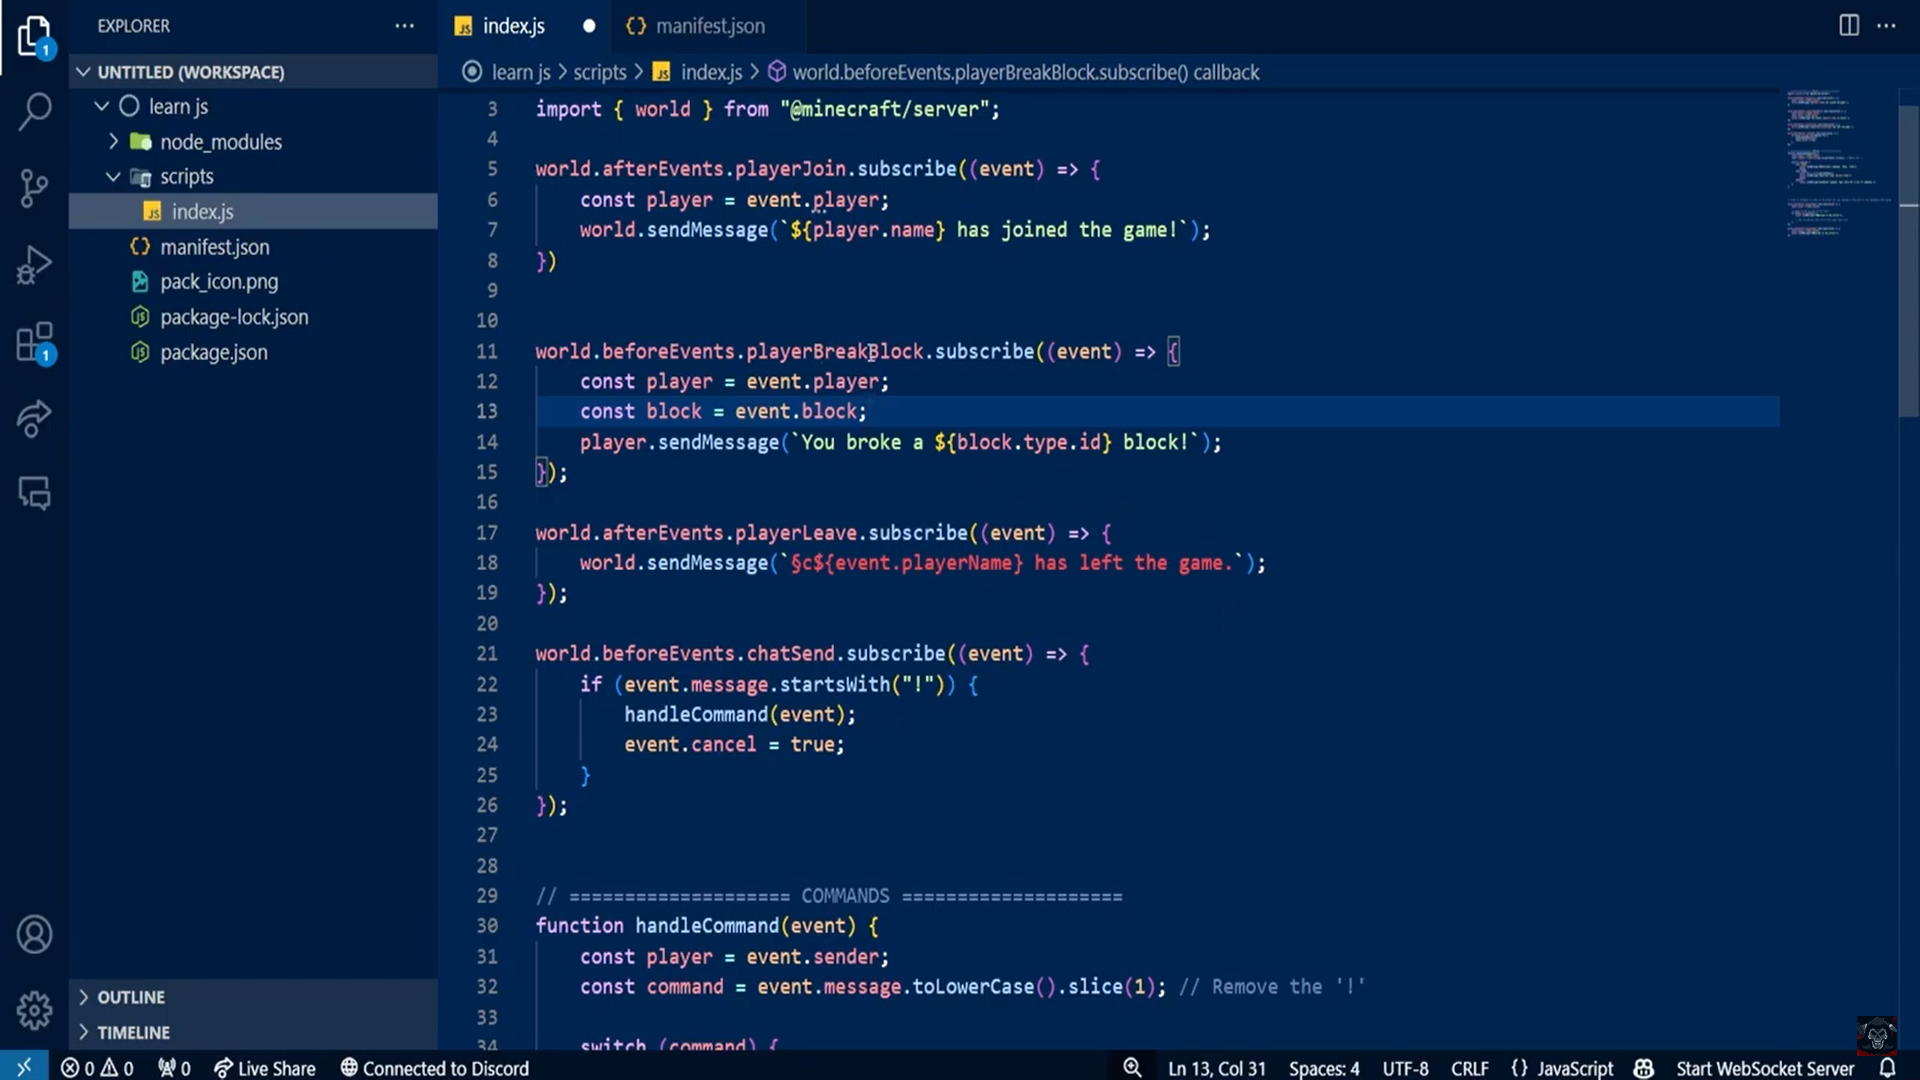 EXPLORER
UNTITLED (WORKSPACE)
learn js
node_modules
scripts
index.js
manifest.json
pack_icon.png
package-lock.json
package.json
OUTLINE
TIMELINE
1
1
index.js
manifest.json
learn js > scripts > index.js > world.beforeEvents.playerBreakBlock.subscribe() callback
3 import { world } from "@minecraft/server";
4
5 world.afterEvents.playerJoin.subscribe((event) => {
6 const player = event.player;
7 world.sendMessage(`${player.name} has joined the game!`);
8 })
9
10
11 world.beforeEvents.playerBreakBlock.subscribe((event) => {
12 const player = event.player;
13 const block = event.block;
14 player.sendMessage(`You broke a ${block.type.id} block!`);
15 });
16
17 world.afterEvents.playerLeave.subscribe((event) => {
18 world.sendMessage(`§c${event.playerName} has left the game.`);
19 });
20
21 world.beforeEvents.chatSend.subscribe((event) => {
22 if (event.message.startsWith("!")) {
23 handleCommand(event);
24 event.cancel = true;
25 }
26 });
27
28
29 // ==================== COMMANDS ====================
30 function handleCommand(event) {
31 const player = event.sender;
32 const command = event.message.toLowerCase().slice(1); // Remove the '!'
33
34 switch (command) {
0 0 0 Live Share Connected to Discord Ln 13, Col 31 Spaces: 4 UTF-8 CRLF {} JavaScript Start WebSocket Server